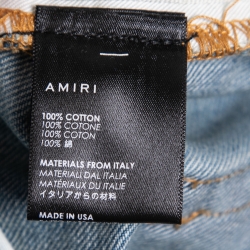 AMIRI
100% COTTON
100% COTONE
100% COTON
100% 綿
MATERIALS FROM ITALY
MATERIALI DAL ITALIA
MATÉRIAUX DU ITALIE
イタリアからの材料
MADE IN USA